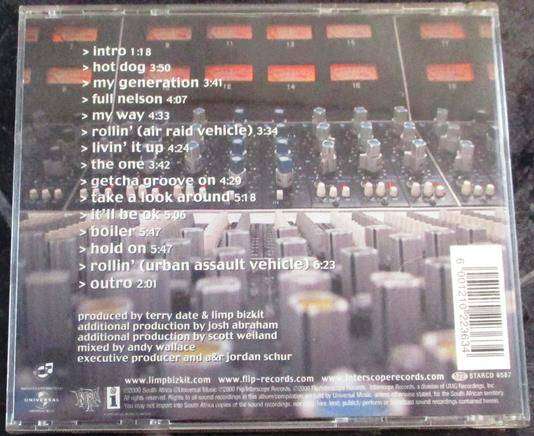 > intro 1:18
> hot dog 3:50
> my generation 3:41
> full nelson 4:07
> my way 4:33
> rollin' (air raid vehicle) 3:34
> livin' it up 4:24
> the one 3:42
> getcha groove on 4:29
> take a look around 5:18
> it'll be ok 5:06
> boiler 5:47
> hold on 5:47
> rollin' (urban assault vehicle) 6:23
> outro 2:01
produced by terry date & limp bizkit
additional production by josh abraham
additional production by scott weiland
mixed by andy wallace
executive producer and a&r jordan schur
www.limpbizkit.com www.flip-records.com www.interscoperecords.com
STARCD 6587
UNIVERSAL